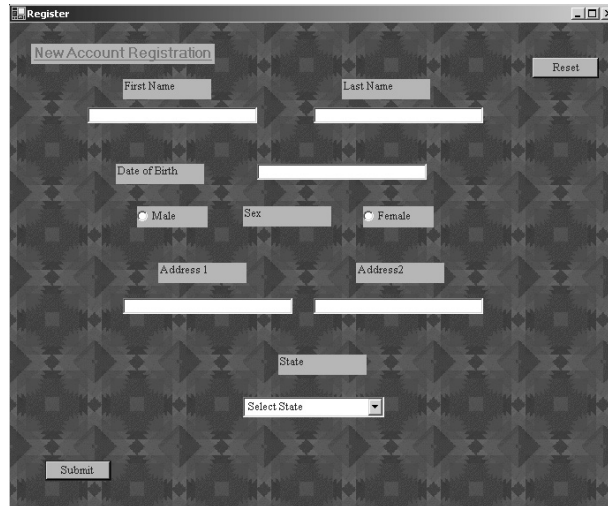 Register
New Account Registration
Reset
First Name
Last Name
Date of Birth
Male
Sex
Female
Address 1
Address2
State
Select State
Submit